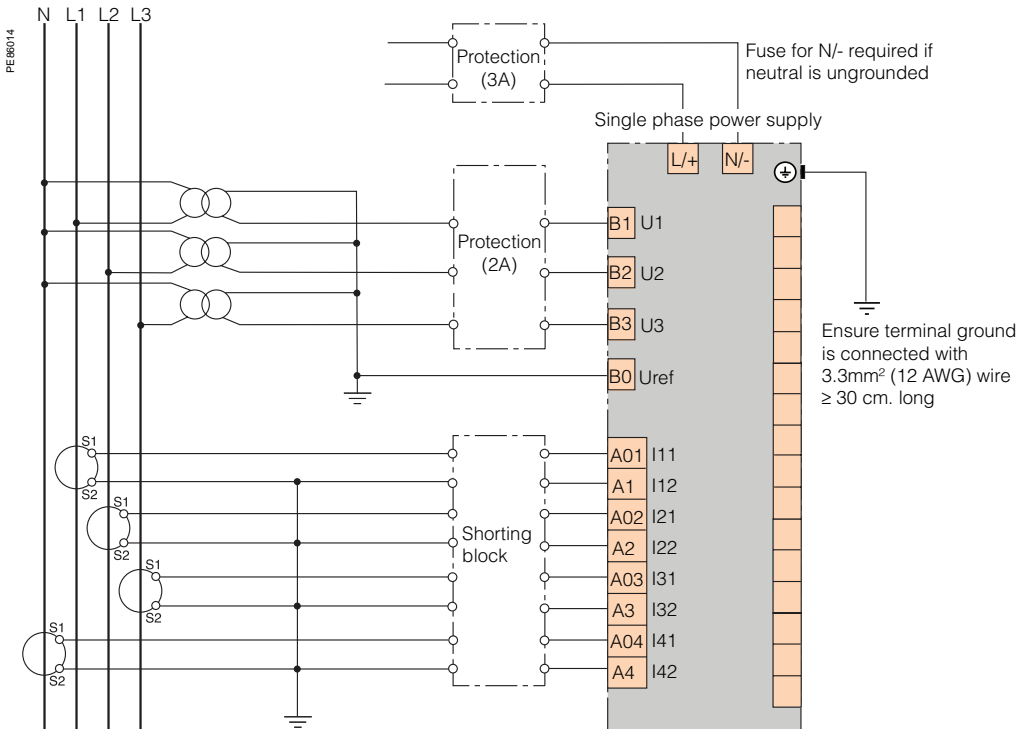 N L1 L2 L3
PE86014
Protection
(3A)
Fuse for N/- required if
neutral is ungrounded
Single phase power supply
L/+ N/-
Protection
(2A)
B1 U1
B2 U2
B3 U3
B0 Uref
Ensure terminal ground
is connected with
3.3mm² (12 AWG) wire
≥ 30 cm. long
S1
S2
S1
S2
S1
S2
S1
S2
Shorting
block
A01 I11
A1 I12
A02 I21
A2 I22
A03 I31
A3 I32
A04 I41
A4 I42